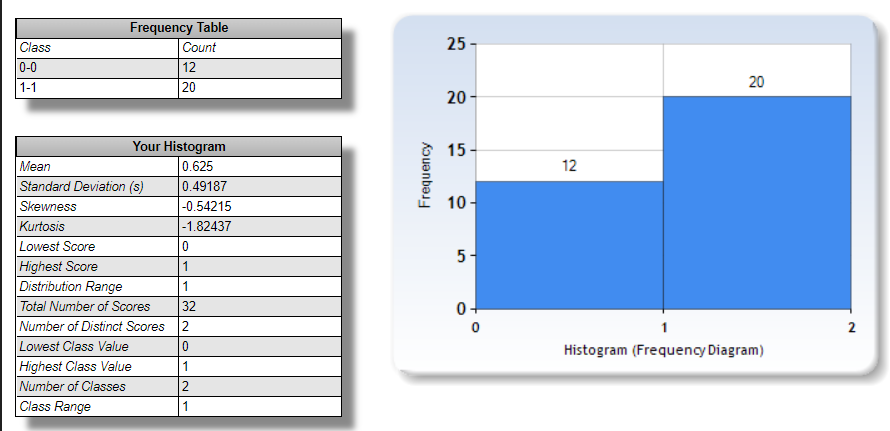 Frequency Table
Class Count
0-0 12
1-1 20
Your Histogram
Mean 0.625
Standard Deviation (s) 0.49187
Skewness -0.54215
Kurtosis -1.82437
Lowest Score 0
Highest Score 1
Distribution Range 1
Total Number of Scores 32
Number of Distinct Scores 2
Lowest Class Value 0
Highest Class Value 1
Number of Classes 2
Class Range 1
25
20
15
10
5
0
Frequency
12
20
0 1 2
Histogram (Frequency Diagram)